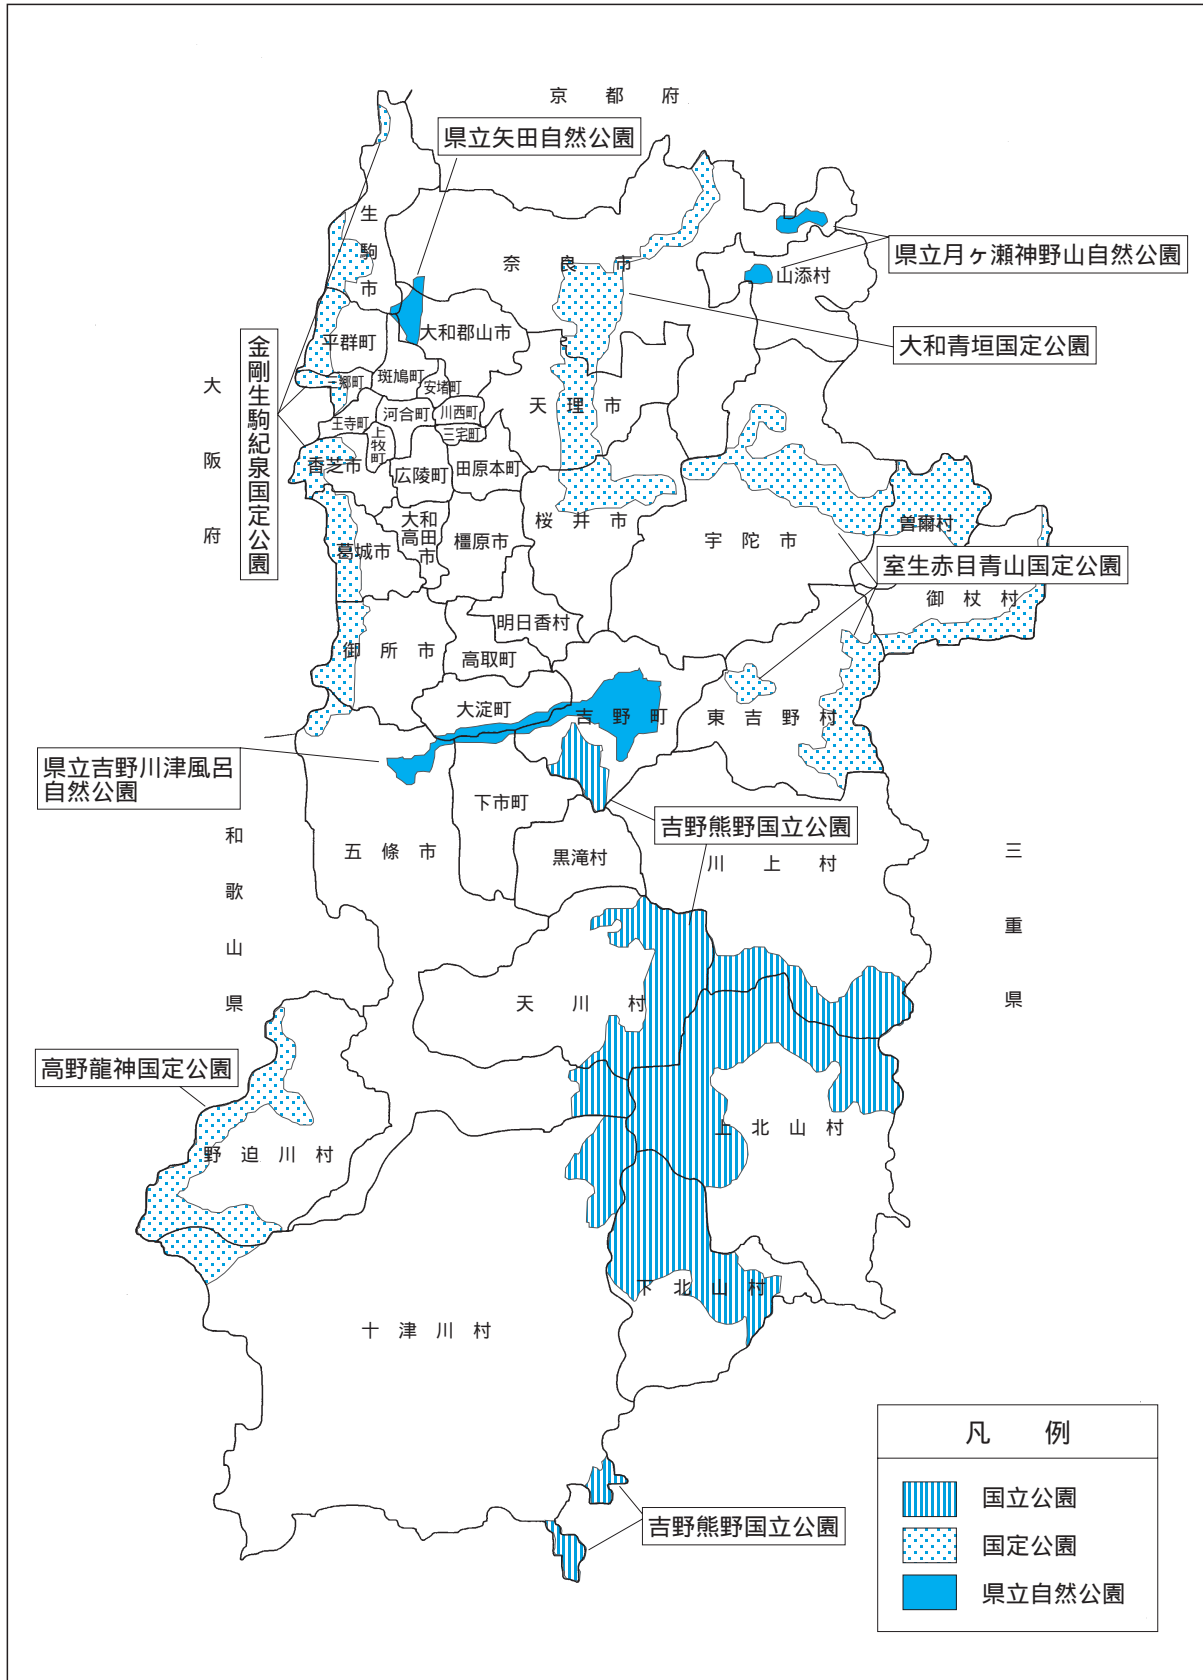 京都府
県立矢田自然公園
生駒市
奈良市
県立月ヶ瀬神野山自然公園
山添村
大和郡山市
大和青垣国定公園
平群町
金剛生駒紀泉国定公園
大阪府
郷町
斑鳩町
安堵町
天理市
王寺町
河合町
川西町
三宅町
上牧町
香芝市
広陵町
田原本町
大和高田市
橿原市
桜井市
宇陀市
曽爾村
葛城市
室生赤目青山国定公園
御杖村
明日香村
御所市
高取町
大淀町
吉野町
東吉野村
県立吉野川津風呂
自然公園
下市町
吉野熊野国立公園
和歌山県
五條市
黒滝村
川上村
三重県
天川村
高野龍神国定公園
野迫川村
上北山村
下北山村
十津川村
吉野熊野国立公園
凡例
国立公園
国定公園
県立自然公園